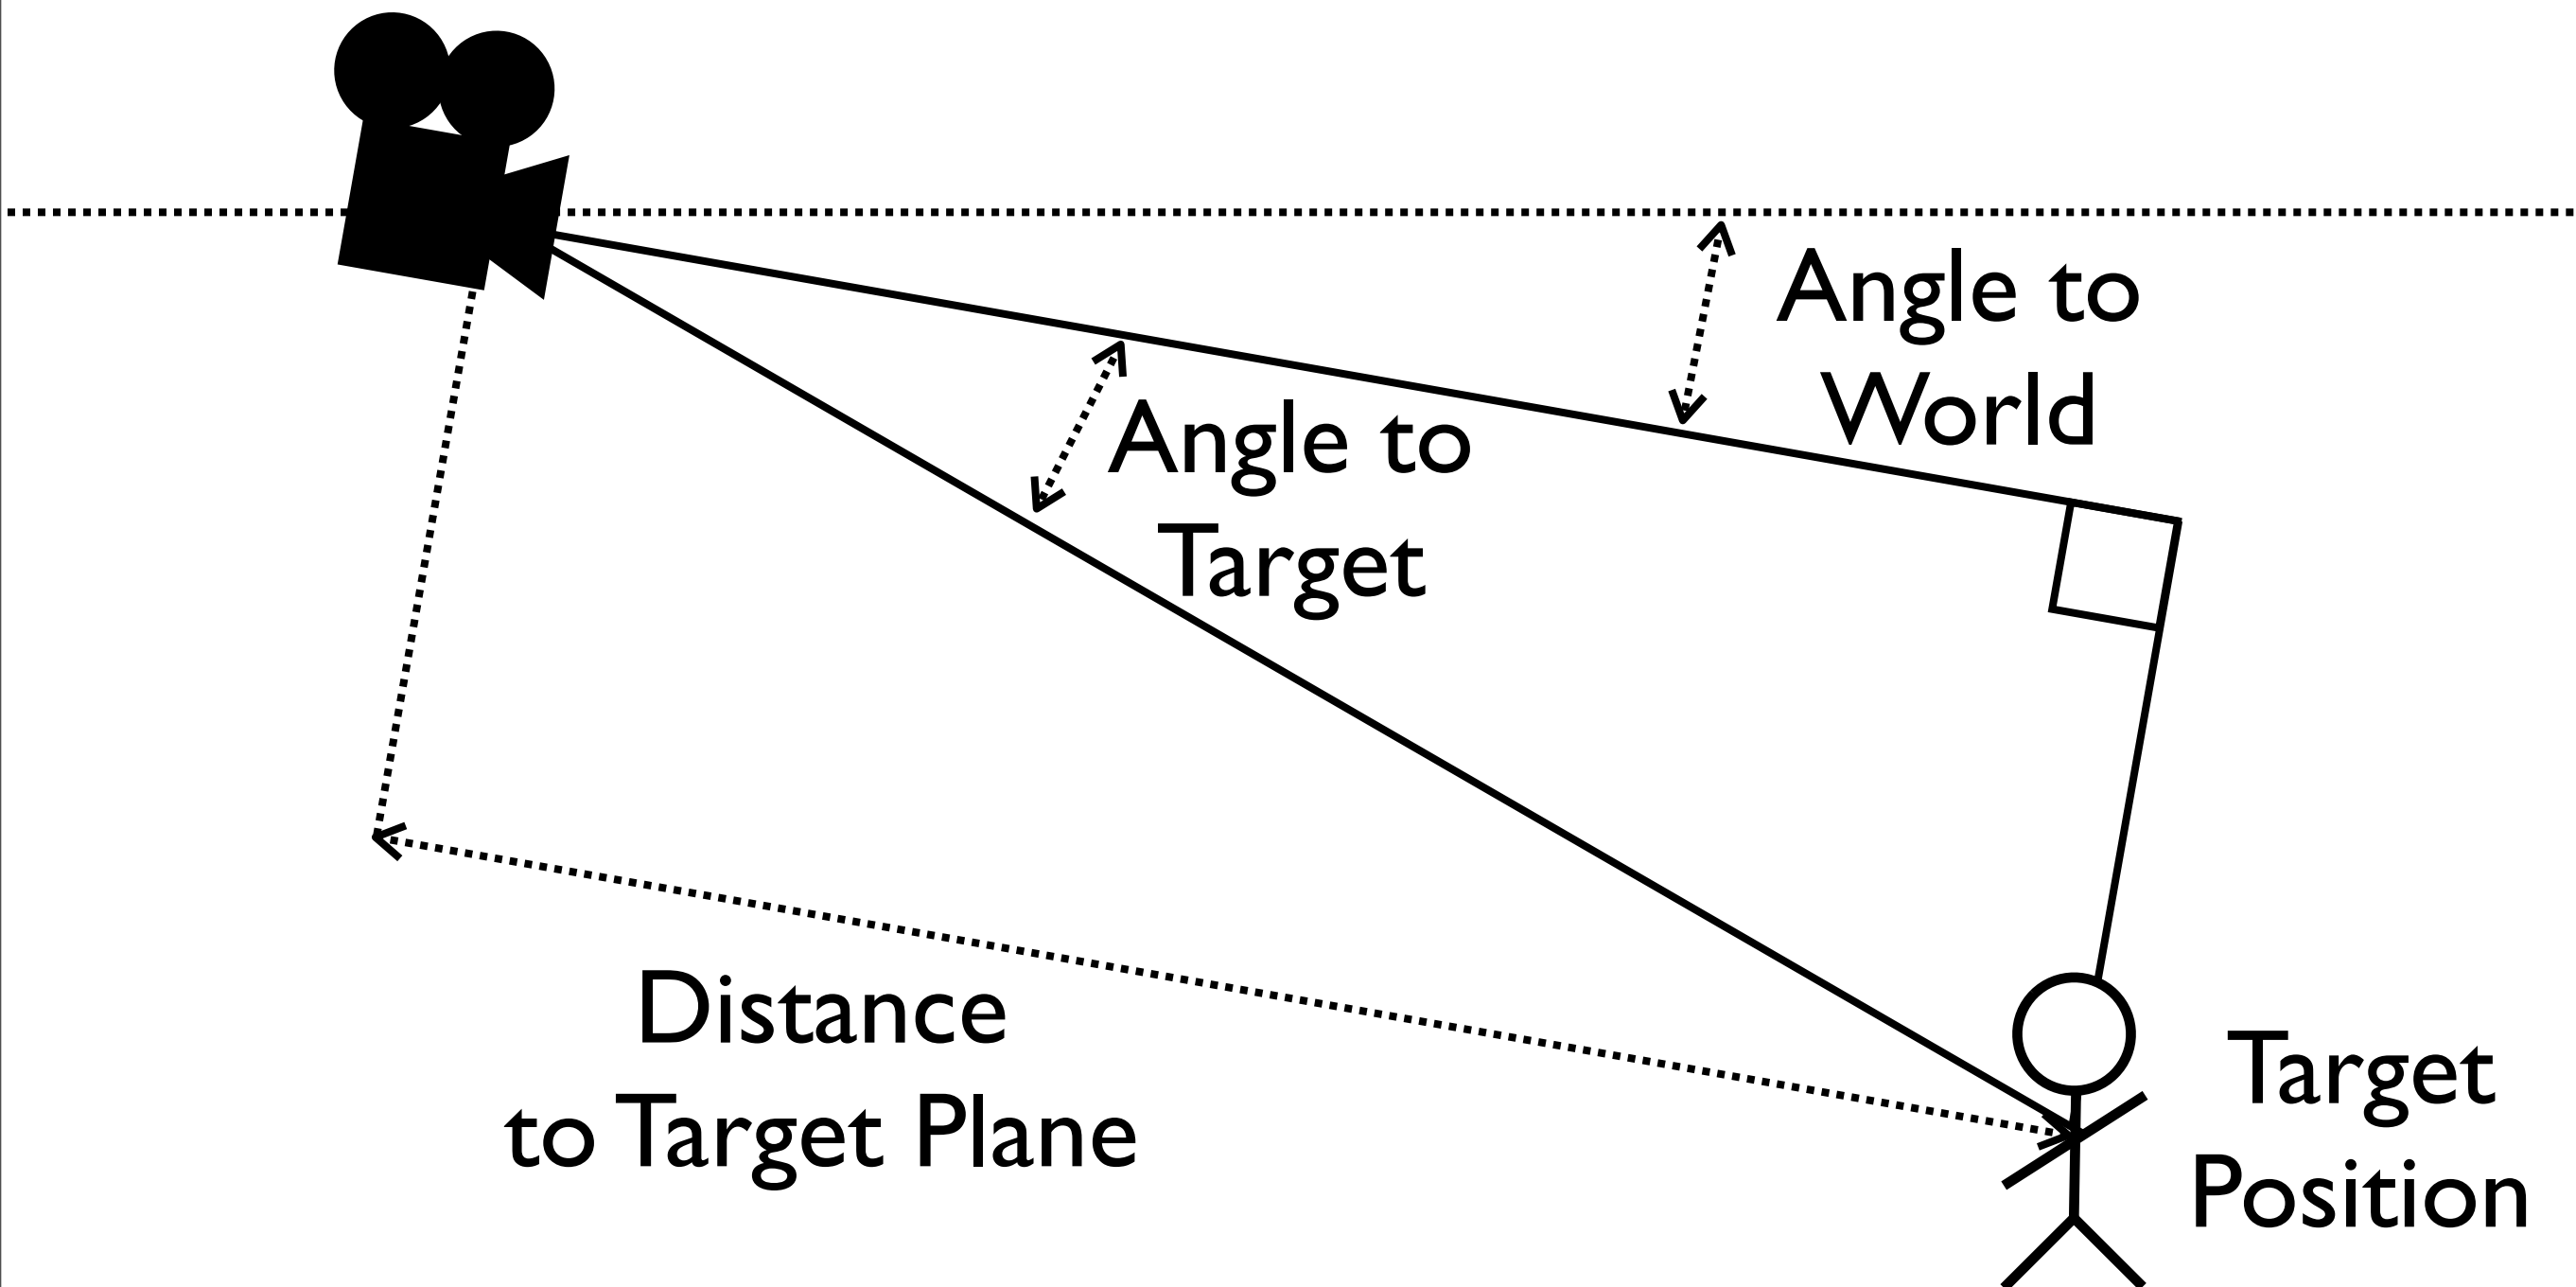 Angle to
World
Angle to
Target
Distance
to Target Plane
Target
Position